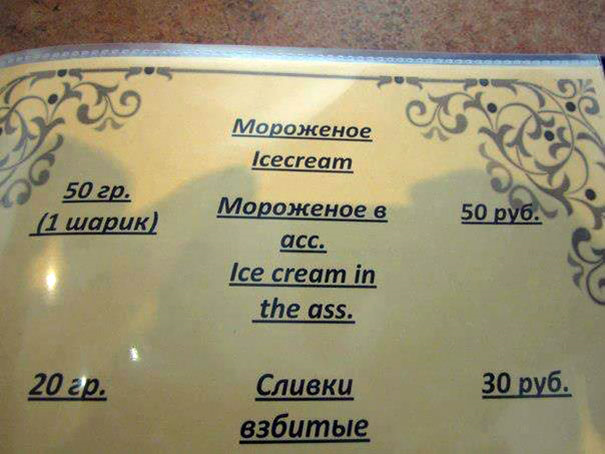 Мороженое
Icecream
50 гр.
(1 шарик)
Мороженое в
асс.
Ice cream in
the ass.
50 руб.
20 гр.
Сливки
взбитые
30 руб.